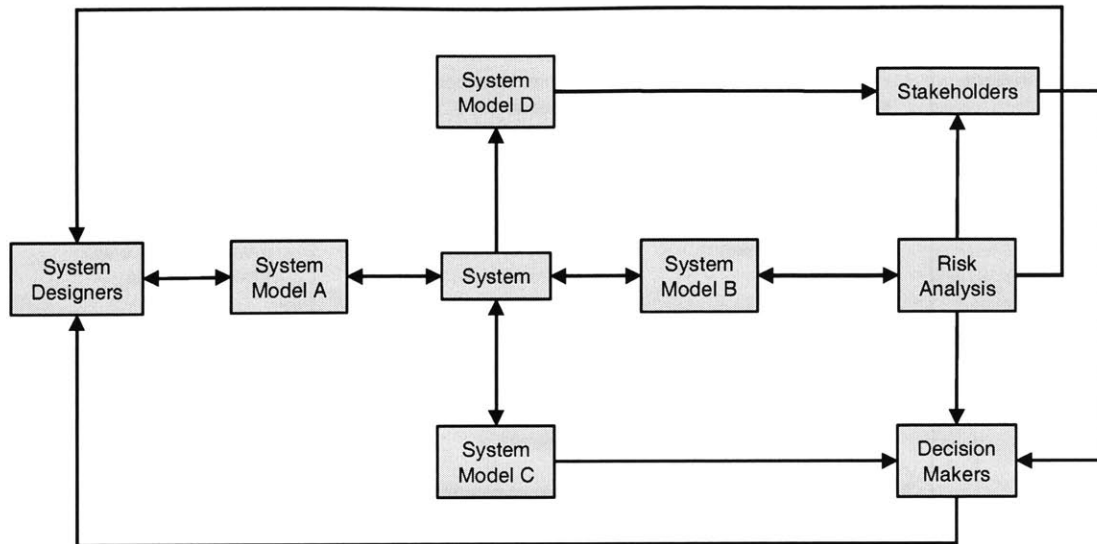 System
Model D
Stakeholders
System
Designers
System
Model A
System
System
Model B
Risk
Analysis
System
Model C
Decision
Makers